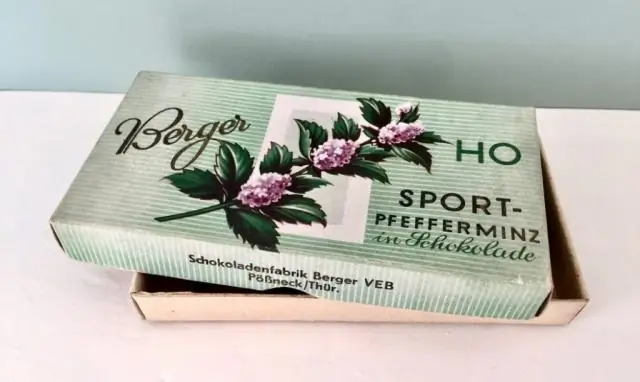 Berger
HO
SPORT-
PFEFFERMINZ
in Schokolade
Schokoladenfabrik Berger VEB
Pößneck/Thür.